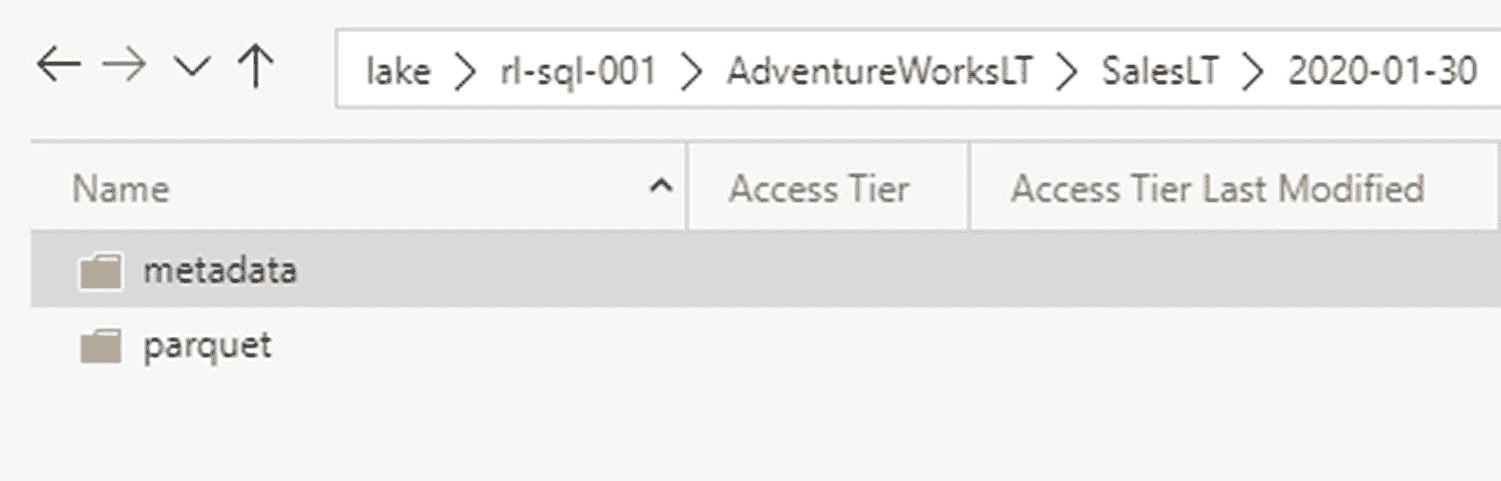 lake > rl-sql-001 > AdventureWorksLT > SalesLT > 2020-01-30
Name Access Tier Access Tier Last Modified
metadata
parquet